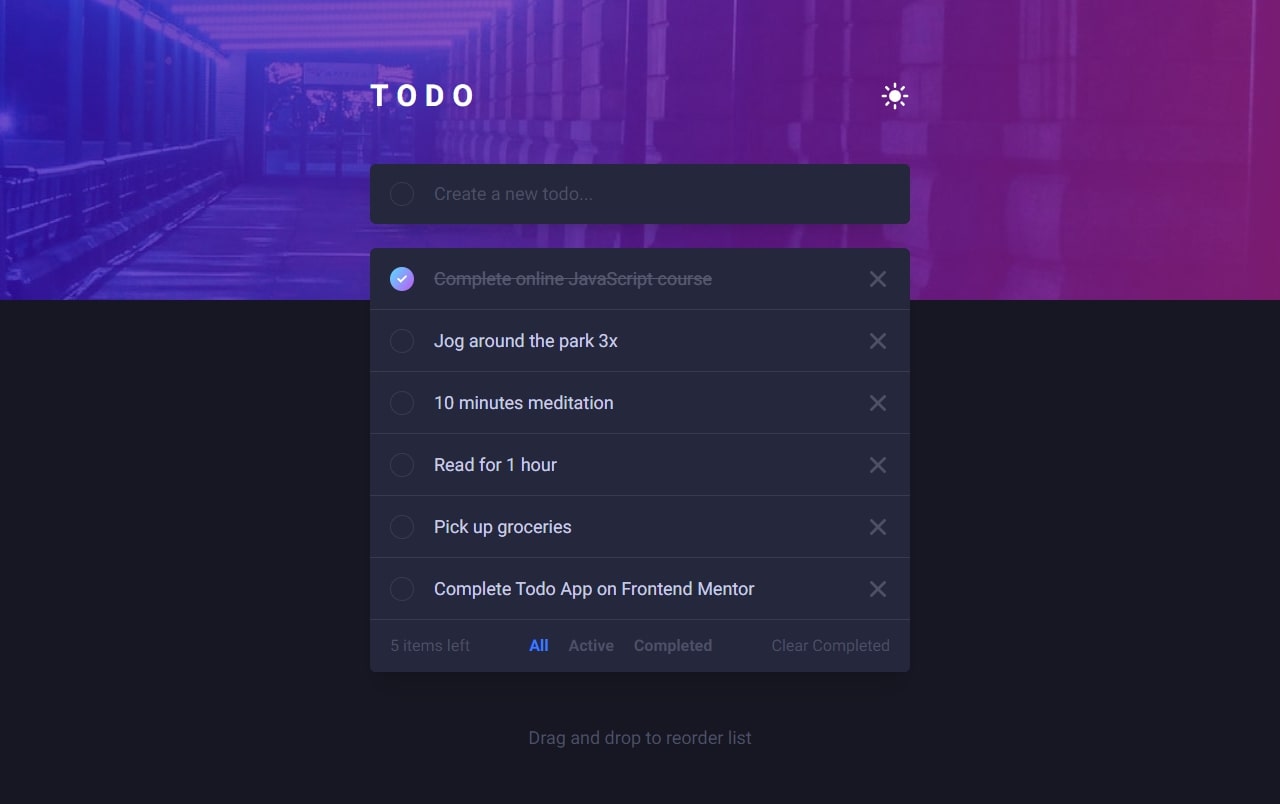 TODO
Create a new todo...
Complete online JavaScript course
Jog around the park 3x
10 minutes meditation
Read for 1 hour
Pick up groceries
Complete Todo App on Frontend Mentor
5 items left All Active Completed Clear Completed
Drag and drop to reorder list